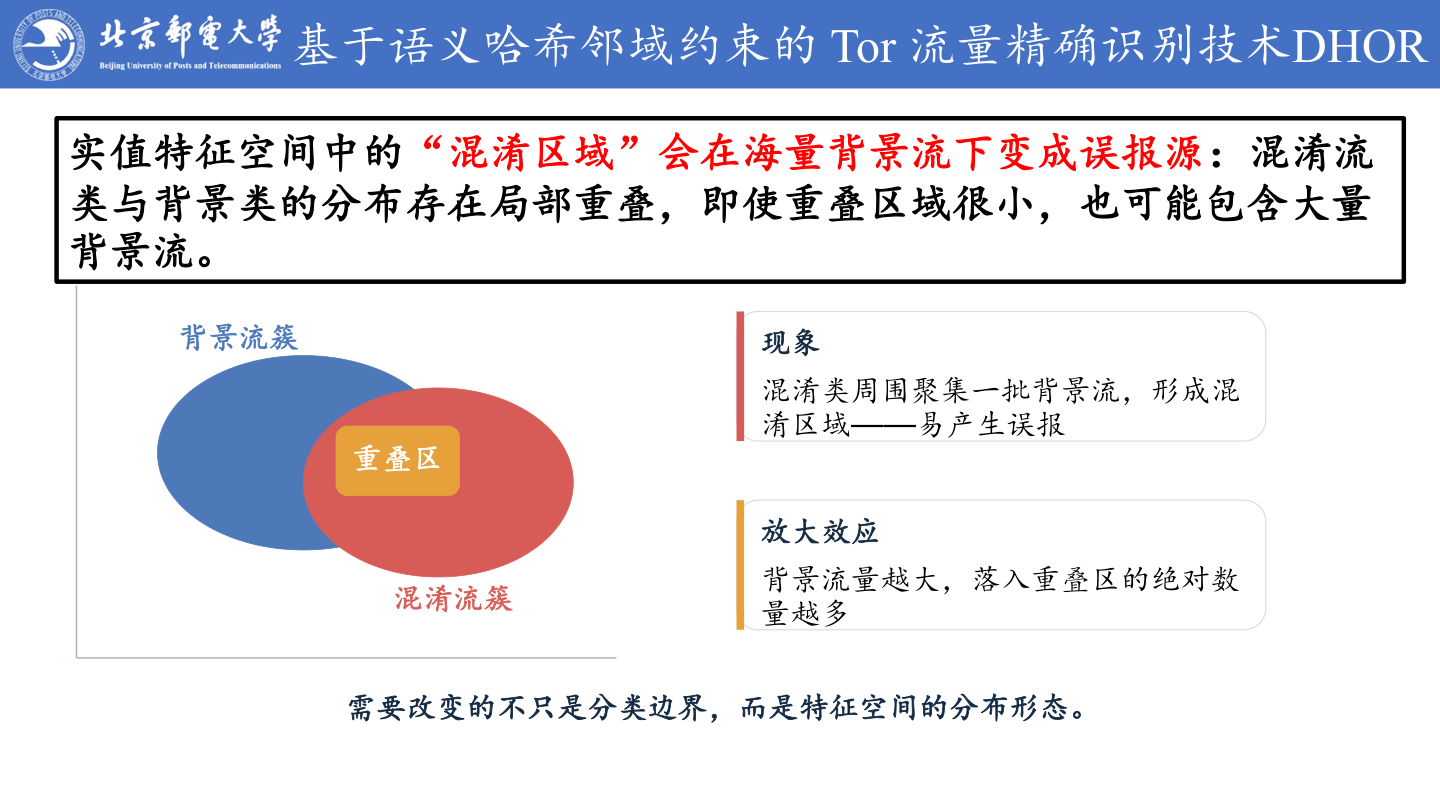 北京邮电大学
Beijing University of Posts and Telecommunications
基于语义哈希邻域约束的 Tor 流量精确识别技术DHOR
实值特征空间中的“混淆区域”会在海量背景流下变成误报源：混淆流
类与背景类的分布存在局部重叠，即使重叠区域很小，也可能包含大量
背景流。
背景流簇
重叠区
混淆流簇
现象
混淆类周围聚集一批背景流，形成混
淆区域——易产生误报
放大效应
背景流量越大，落入重叠区的绝对数
量越多
需要改变的不只是分类边界，而是特征空间的分布形态。